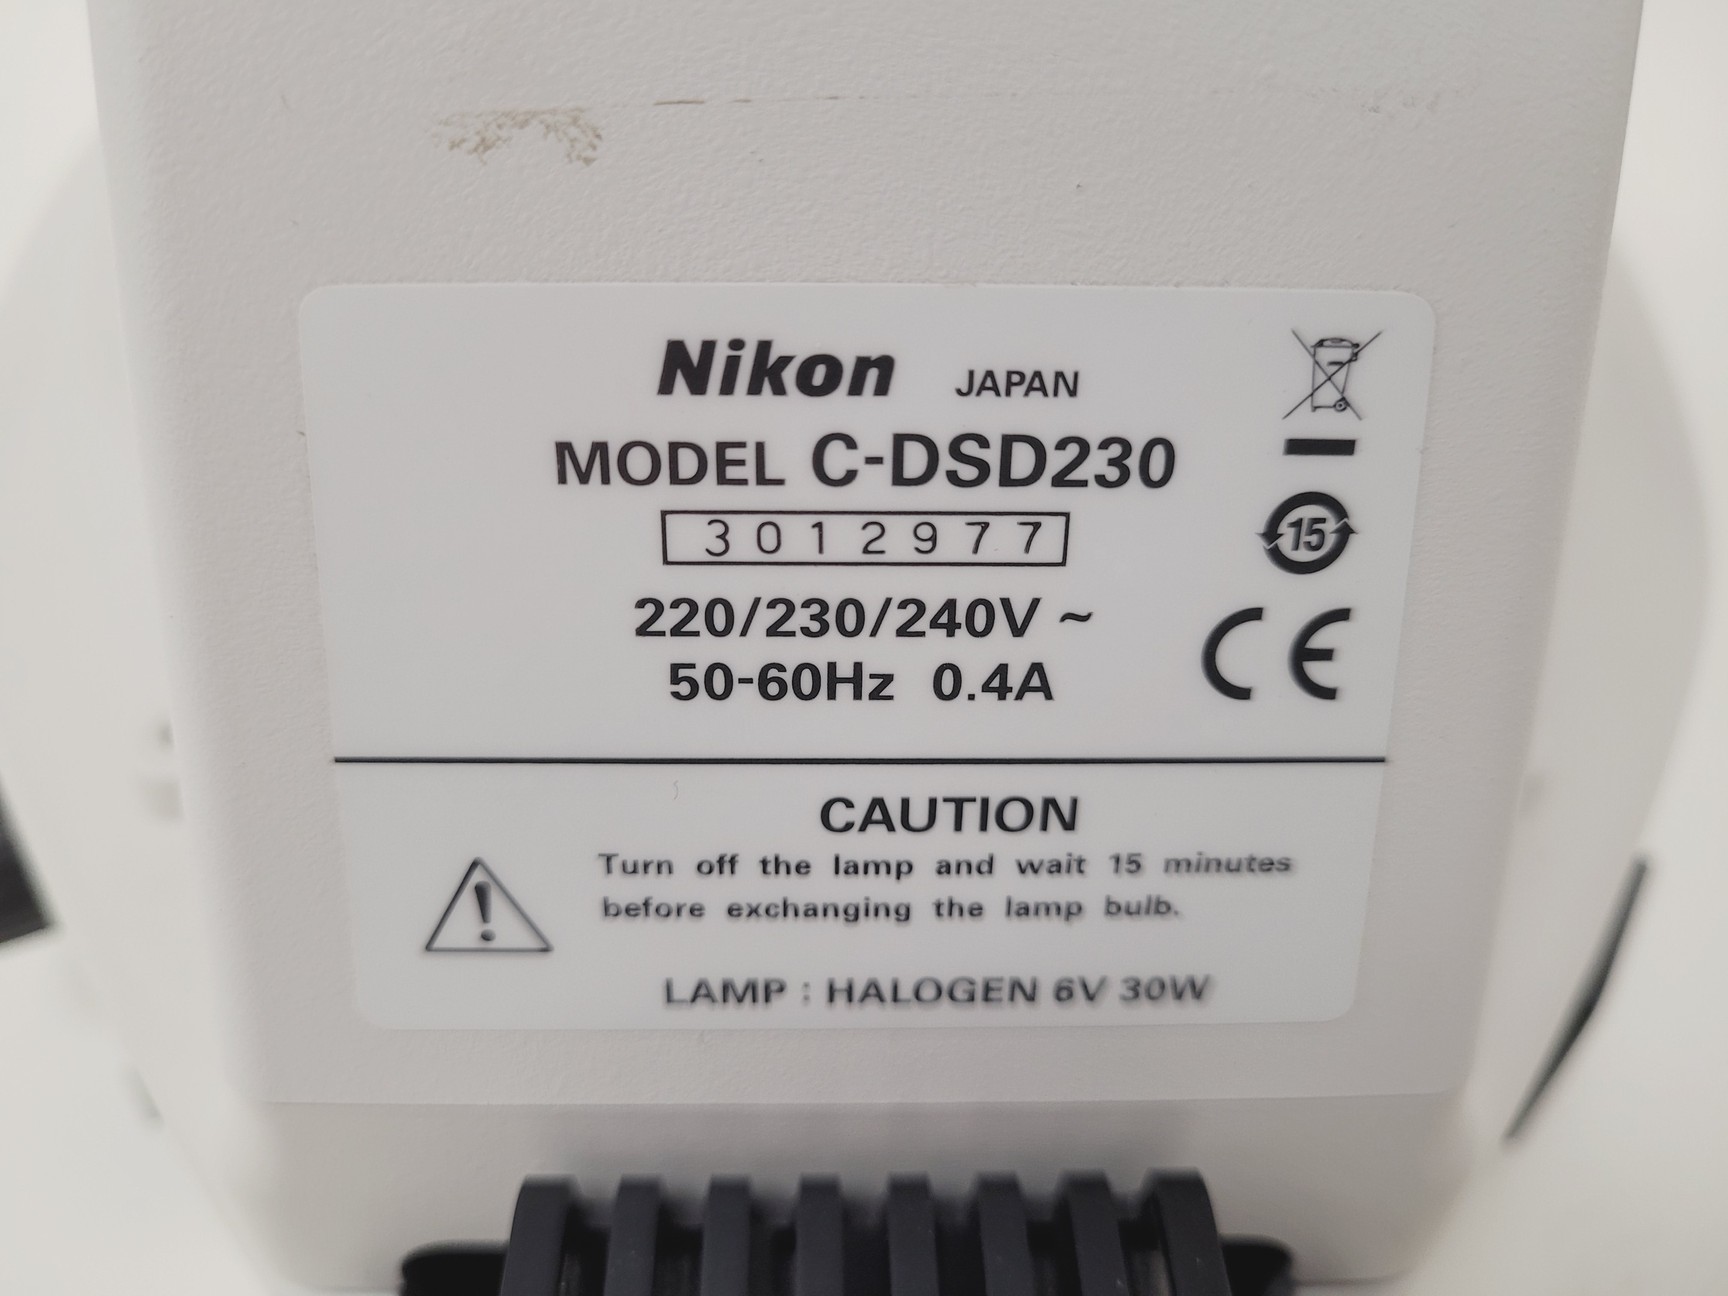 Nikon JAPAN
MODEL C-DSD230
3012977
15
220/230/240V ~
50-60Hz 0.4A
CE
CAUTION
Turn off the lamp and wait 15 minutes
before exchanging the lamp bulb.
LAMP : HALOGEN 6V 30W